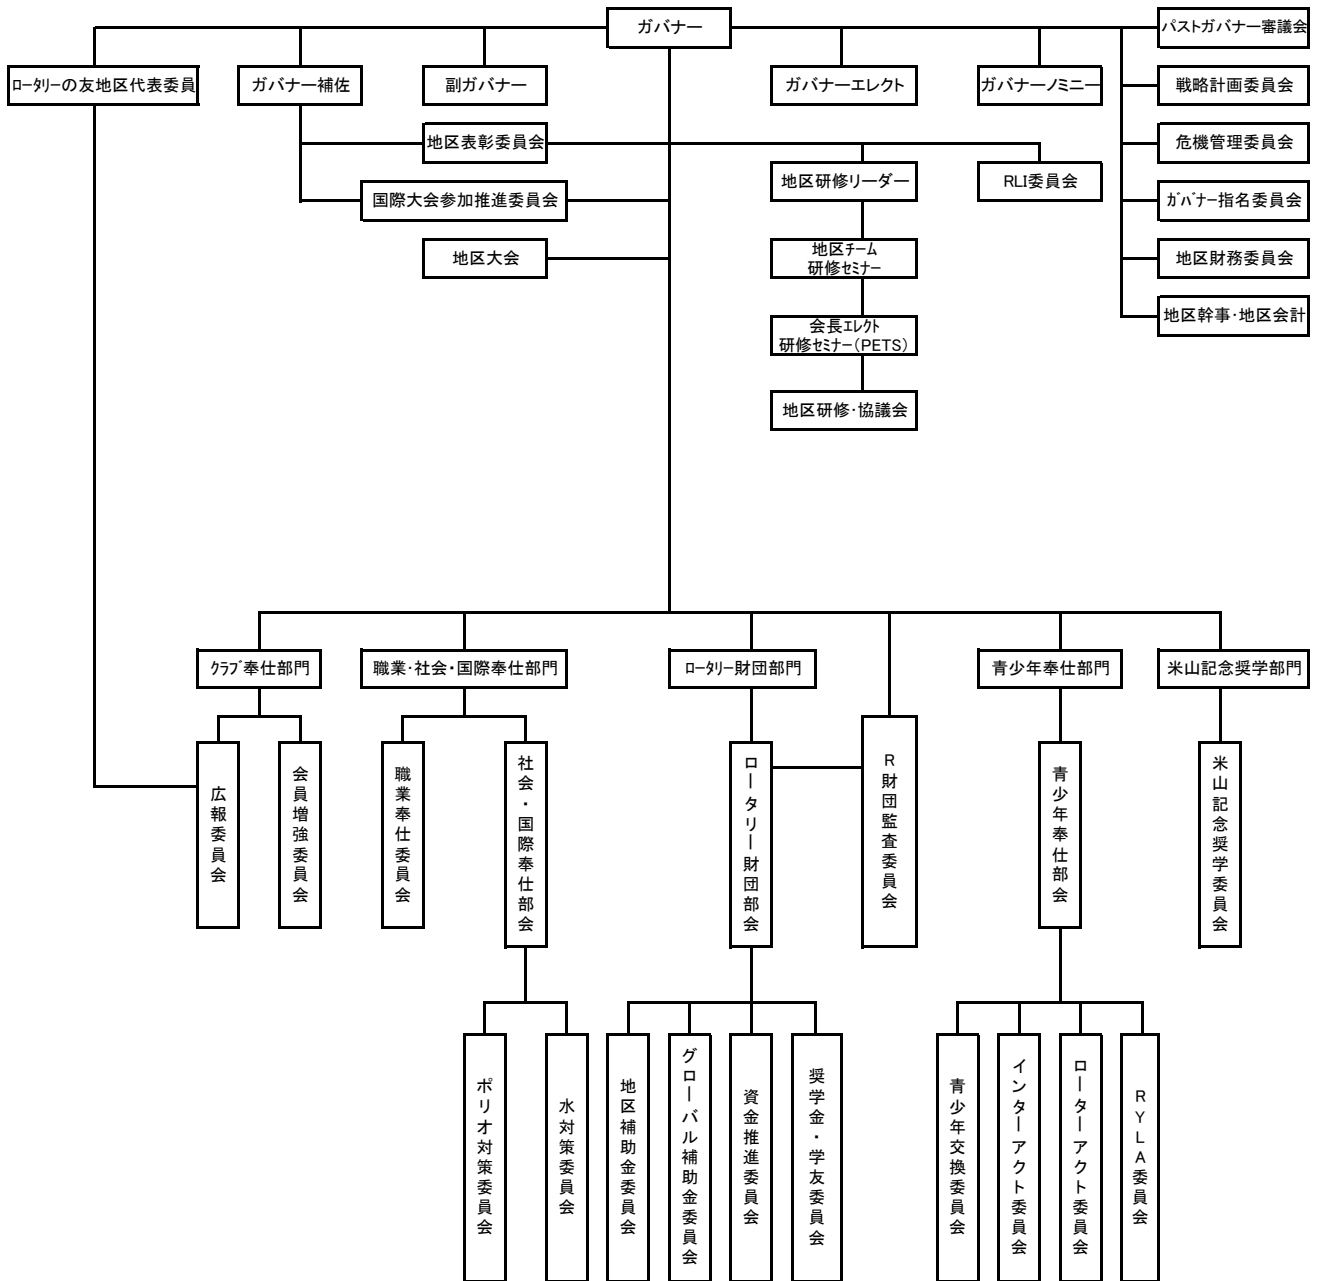 ガバナー
パストガバナー審議会
ﾛｰﾀﾘｰの友地区代表委員
ガバナー補佐
副ガバナー
ガバナーエレクト
ガバナーノミニー
戦略計画委員会
地区表彰委員会
危機管理委員会
国際大会参加推進委員会
地区研修リーダー
RLI委員会
ｶﾞﾊﾞﾅｰ指名委員会
地区大会
地区ﾁｰﾑ
研修ｾﾐﾅｰ
地区財務委員会
会長ｴﾚｸﾄ
研修ｾﾐﾅｰ(PETS)
地区幹事･地区会計
地区研修･協議会
ｸﾗﾌﾞ奉仕部門
職業･社会・国際奉仕部門
ﾛｰﾀﾘｰ財団部門
青少年奉仕部門
米山記念奨学部門
広報委員会
会員増強委員会
職業奉仕委員会
社会・国際奉仕部会
ロータリー財団部会
R財団監査委員会
青少年奉仕部会
米山記念奨学委員会
ポリオ対策委員会
水対策委員会
地区補助金委員会
グローバル補助金委員会
資金推進委員会
奨学金・学友委員会
青少年交換委員会
インターアクト委員会
ローターアクト委員会
RYLA委員会